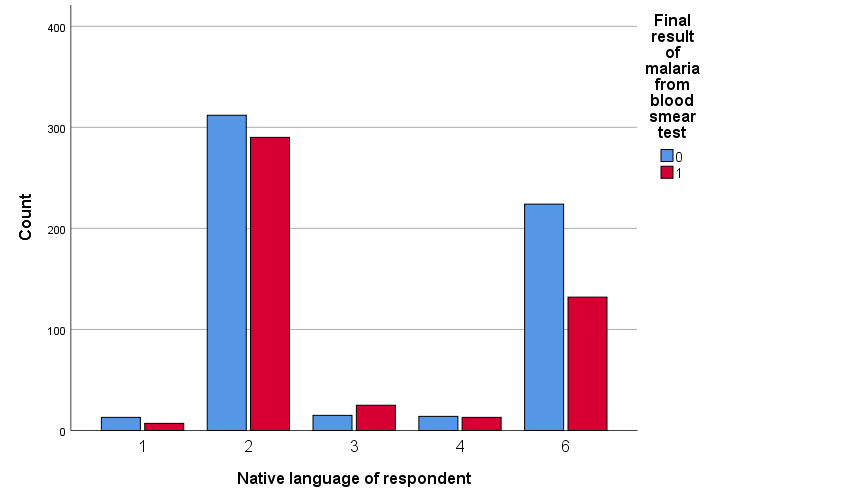 400
300
200
100
0
Count
1 2 3 4 6
Native language of respondent
Final
result
of
malaria
from
blood
smear
test
0
1